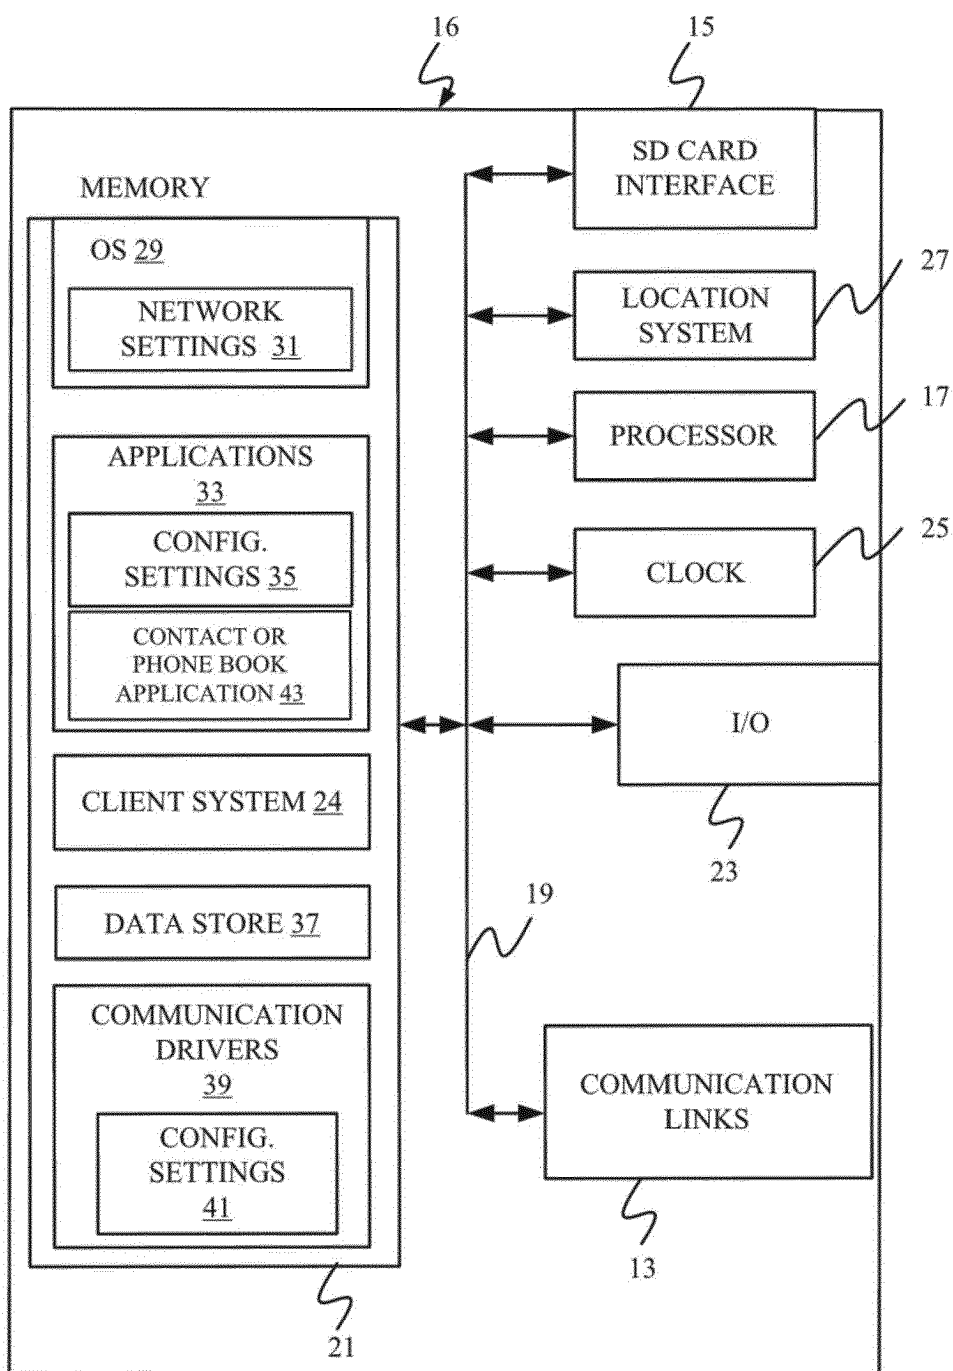 16
15
MEMORY
OS 29
NETWORK
SETTINGS 31
APPLICATIONS
33
CONFIG.
SETTINGS 35
CONTACT OR
PHONE BOOK
APPLICATION 43
CLIENT SYSTEM 24
DATA STORE 37
COMMUNICATION
DRIVERS
39
CONFIG.
SETTINGS
41
21
SD CARD
INTERFACE
LOCATION
SYSTEM
27
PROCESSOR
17
CLOCK
25
I/O
23
19
COMMUNICATION
LINKS
13